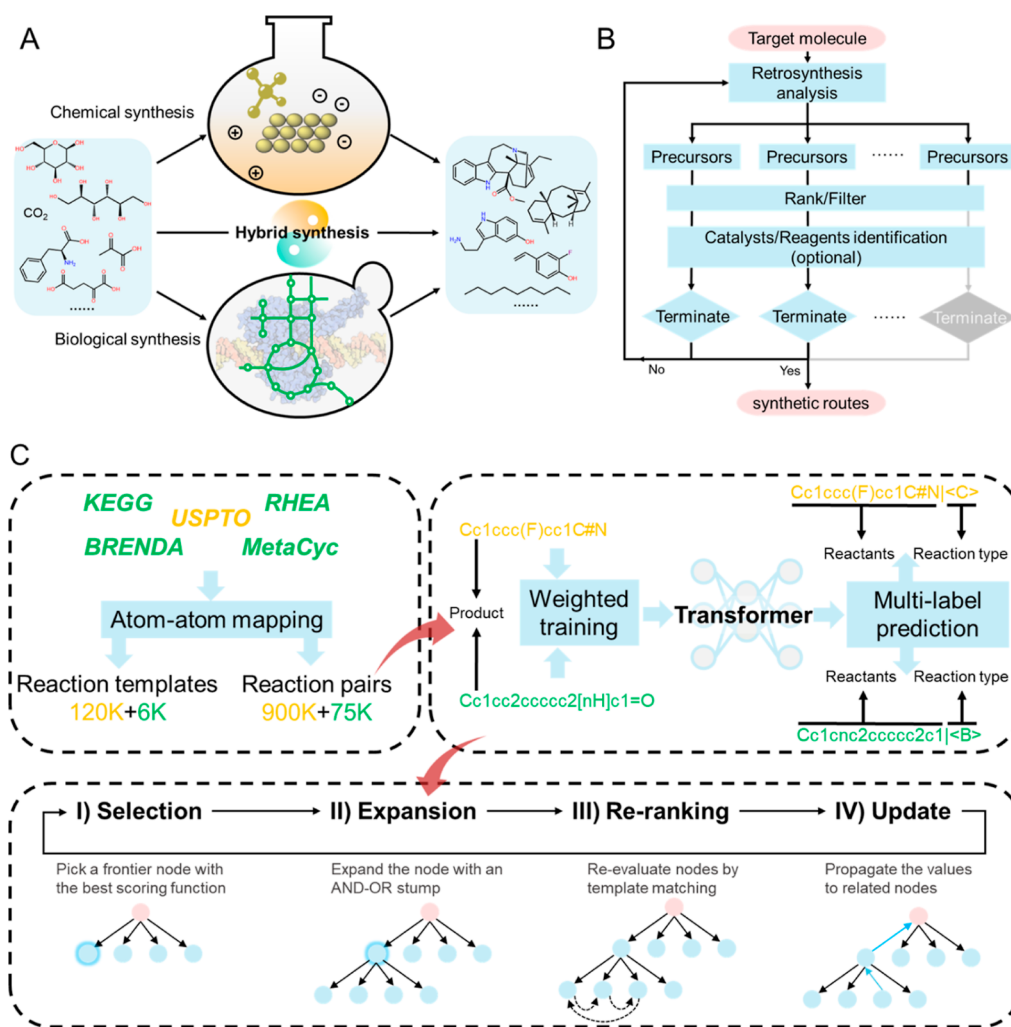 A
Chemical synthesis
CO2
Hybrid synthesis
Biological synthesis
......
......
B
Target molecule
Retrosynthesis
analysis
Precursors
Precursors
......
Precursors
Rank/Filter
Catalysts/Reagents identification
(optional)
Terminate
Terminate
......
Terminate
No
Yes
synthetic routes
C
KEGG
RHEA
USPTO
BRENDA
MetaCyc
Atom-atom mapping
Reaction templates
120K+6K
Reaction pairs
900K+75K
Cc1ccc(F)cc1C#N
Product
Cc1cc2ccccc2[nH]c1=O
Weighted
training
Transformer
Cc1ccc(F)cc1C#N|<C>
Reactants
Reaction type
Multi-label
prediction
Reactants
Reaction type
Cc1cnc2ccccc2c1|<B>
I) Selection
II) Expansion
III) Re-ranking
IV) Update
Pick a frontier node with
the best scoring function
Expand the node with an
AND-OR stump
Re-evaluate nodes by
template matching
Propagate the values
to related nodes